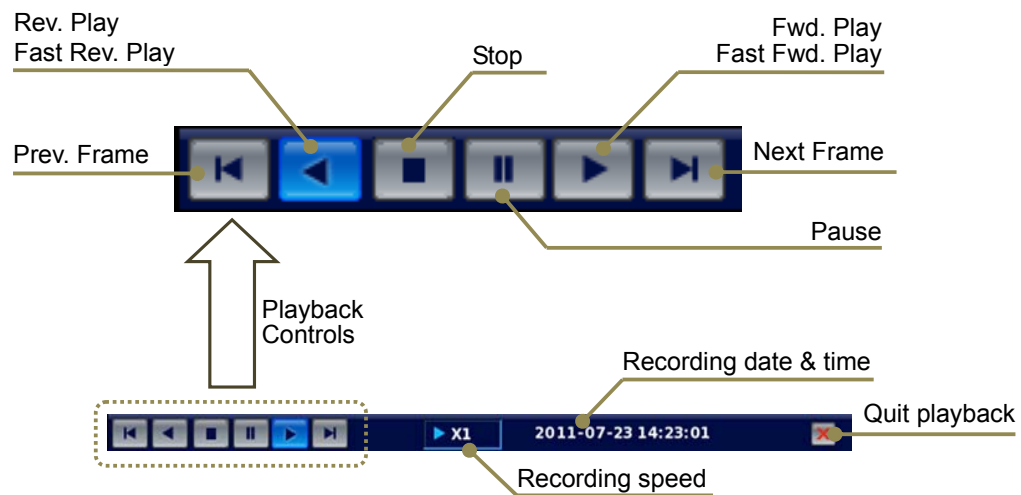 Rev. Play
Fast Rev. Play
Stop
Fwd. Play
Fast Fwd. Play
Prev. Frame
Next Frame
Pause
Playback
Controls
Recording date & time
Quit playback
X1
2011-07-23 14:23:01
Recording speed